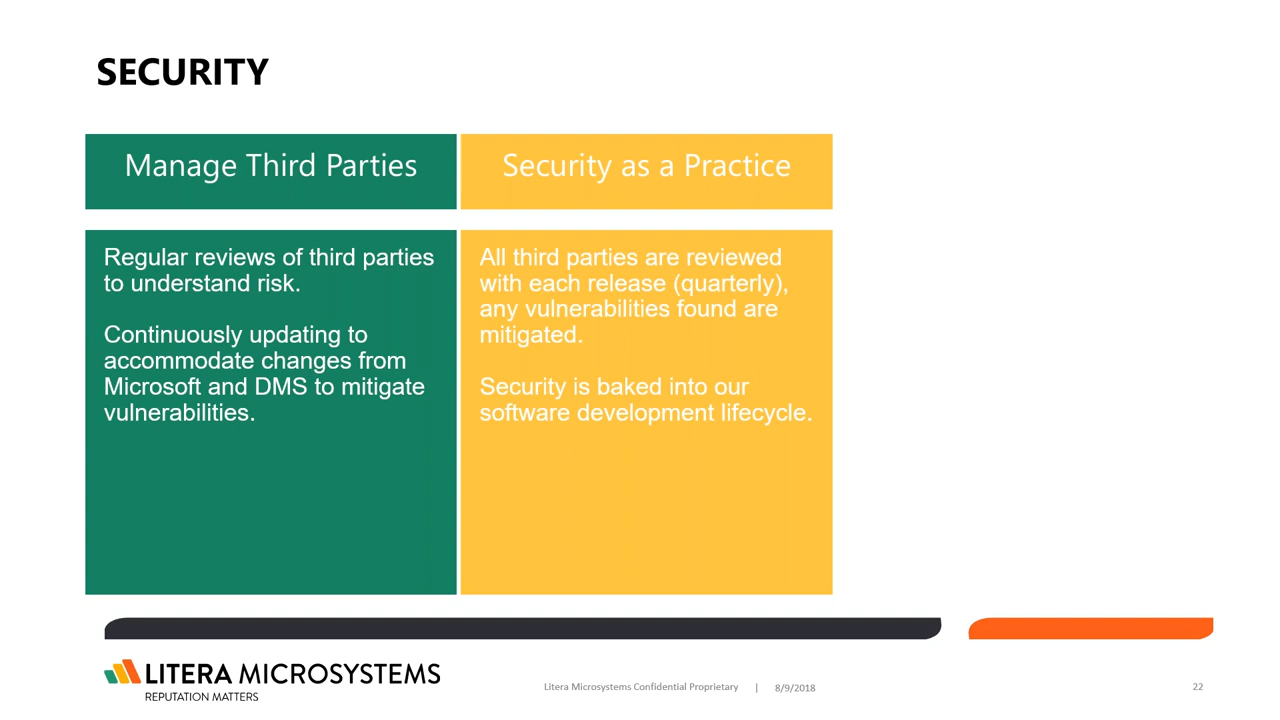 SECURITY
Manage Third Parties
Regular reviews of third parties
to understand risk.
Continuously updating to
accommodate changes from
Microsoft and DMS to mitigate
vulnerabilities.
Security as a Practice
All third parties are reviewed
with each release (quarterly),
any vulnerabilities found are
mitigated.
Security is baked into our
software development lifecycle.
LITERA MICROSYSTEMS
REPUTATION MATTERS
Litera Microsystems Confidential Proprietary | 8/9/2018
22